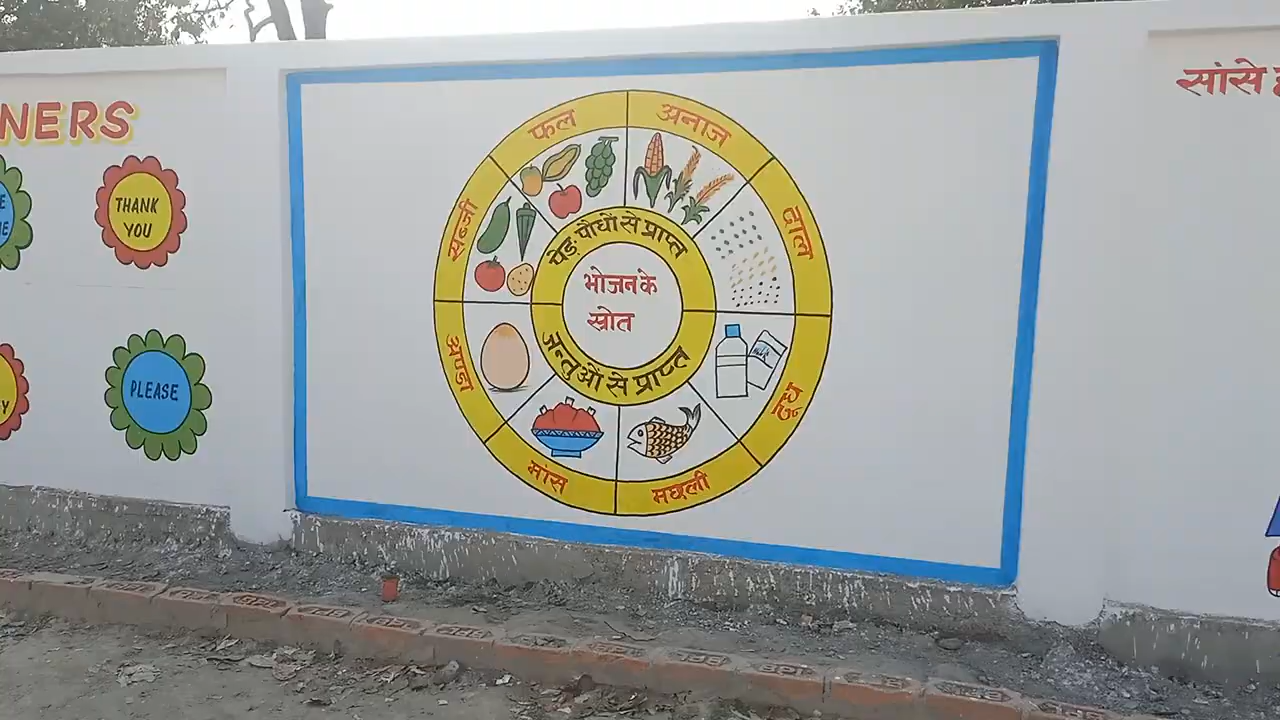 NERS
THANK
YOU
PLEASE
फल
अनाज
सब्जी
दाल
पेड़ पौधों से प्राप्त
भोजन के
स्रोत
जन्तुओं से प्राप्त
अण्डा
दूध
मांस
मछली
सांसे